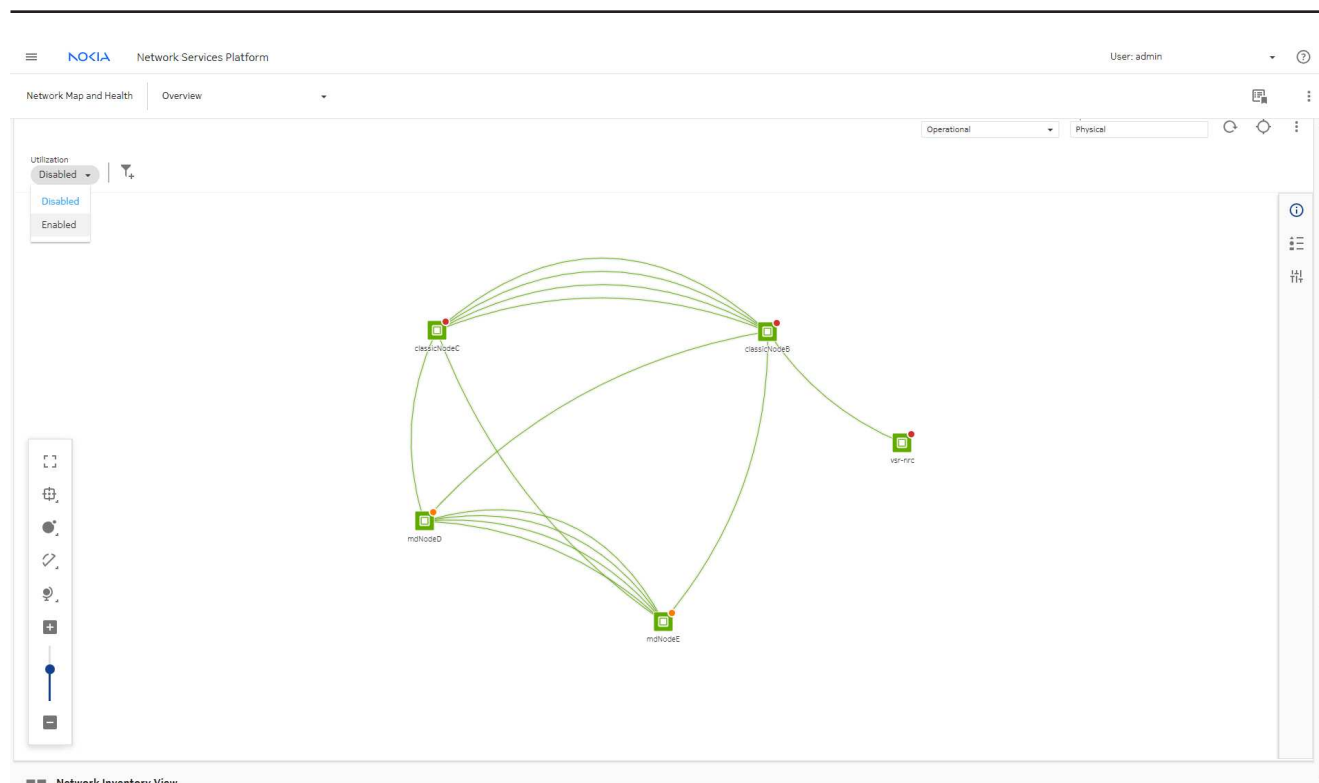 NOKIA Network Services Platform User: admin
Network Map and Health Overview
Operational Physical
Utilization
Disabled
Disabled
Enabled
classicNodeC
classicNodeB
vsr-nrc
mdNodeD
mdNodeE
Network Inventory View